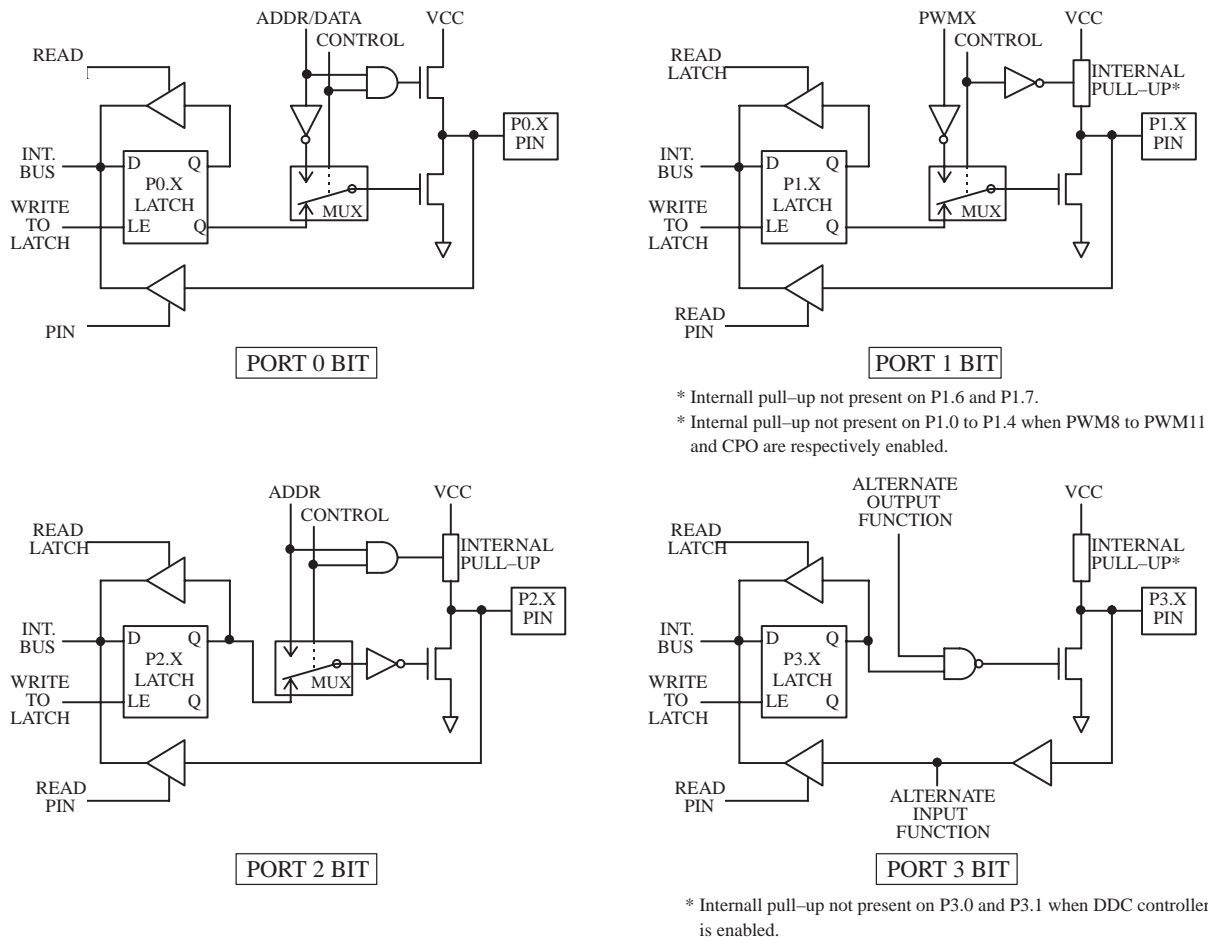 ADDR/DATA
VCC
CONTROL
READ
P0.X
PIN
INT.
BUS
D
Q
P0.X
LATCH
WRITE
TO
LATCH
LE
Q
MUX
PIN
PORT 0 BIT
PWMX
VCC
CONTROL
READ
LATCH
INTERNAL
PULL–UP*
P1.X
PIN
INT.
BUS
D
Q
P1.X
LATCH
WRITE
TO
LATCH
LE
Q
MUX
READ
PIN
PORT 1 BIT
* Internall pull–up not present on P1.6 and P1.7.
* Internal pull–up not present on P1.0 to P1.4 when PWM8 to PWM11
and CPO are respectively enabled.
ADDR
VCC
CONTROL
READ
LATCH
INTERNAL
PULL–UP
P2.X
PIN
INT.
BUS
D
Q
P2.X
LATCH
WRITE
TO
LATCH
LE
Q
MUX
READ
PIN
PORT 2 BIT
ALTERNATE
OUTPUT
FUNCTION
VCC
READ
LATCH
INTERNAL
PULL–UP*
P3.X
PIN
INT.
BUS
D
Q
P3.X
LATCH
WRITE
TO
LATCH
LE
Q
READ
PIN
ALTERNATE
INPUT
FUNCTION
PORT 3 BIT
* Internall pull–up not present on P3.0 and P3.1 when DDC controller
is enabled.